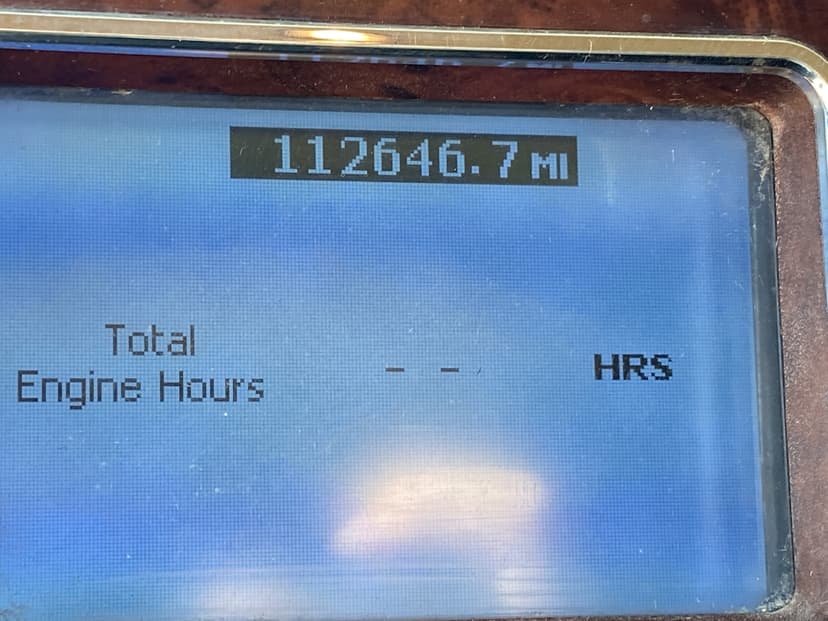 112646.7 MI
Total
Engine Hours
- -
HRS